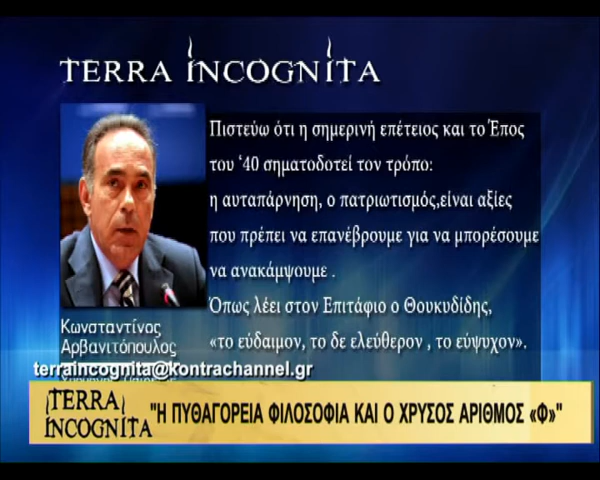 TERRA INCOGNITA
Πιστεύω ότι η σημερινή επέτειος και το Έπος
του ‘40 σηματοδοτεί τον τρόπο:
η αυταπάρνηση, ο πατριωτισμός,είναι αξίες
που πρέπει να επανέβρουμε για να μπορέσουμε
να ανακάμψουμε .
Όπως λέει στον Επιτάφιο ο Θουκυδίδης,
«το εύδαιμον, το δε ελεύθερον , το εύψυχον».
Κωνσταντίνος
Αρβανιτόπουλος
terraincognita@kontrachannel.gr
TERRA
INCOGNITA
"Η ΠΥΘΑΓΟΡΕΙΑ ΦΙΛΟΣΟΦΙΑ ΚΑΙ Ο ΧΡΥΣΟΣ ΑΡΙΘΜΟΣ «Φ»"